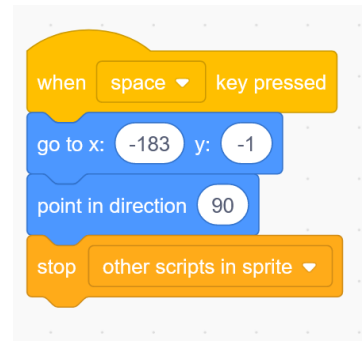 when space key pressed
go to x: -183 y: -1
point in direction 90
stop other scripts in sprite